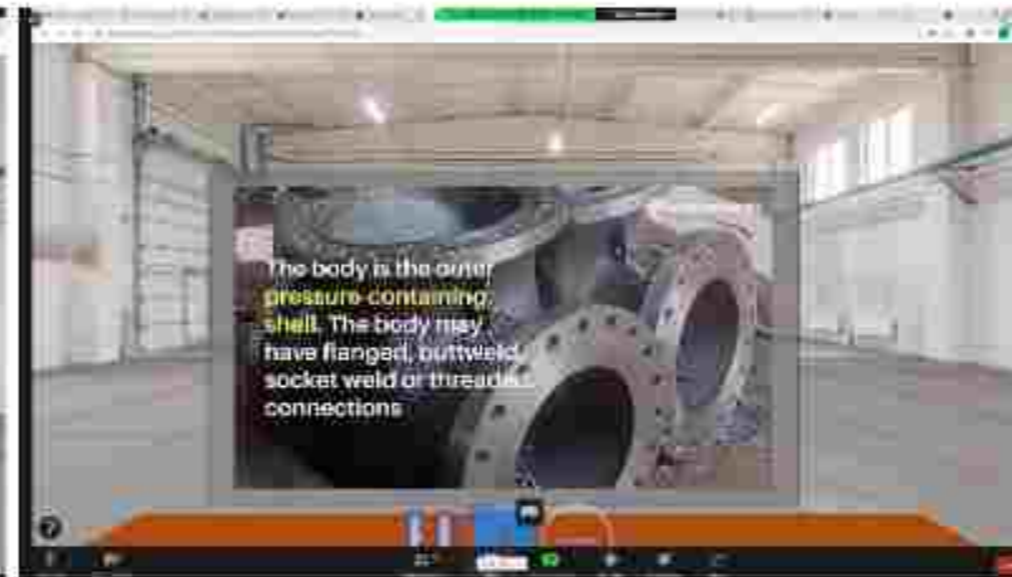 The body is the outer
pressure-containing
shell. The body may
have flanged, buttweld,
socket weld or threaded
connections